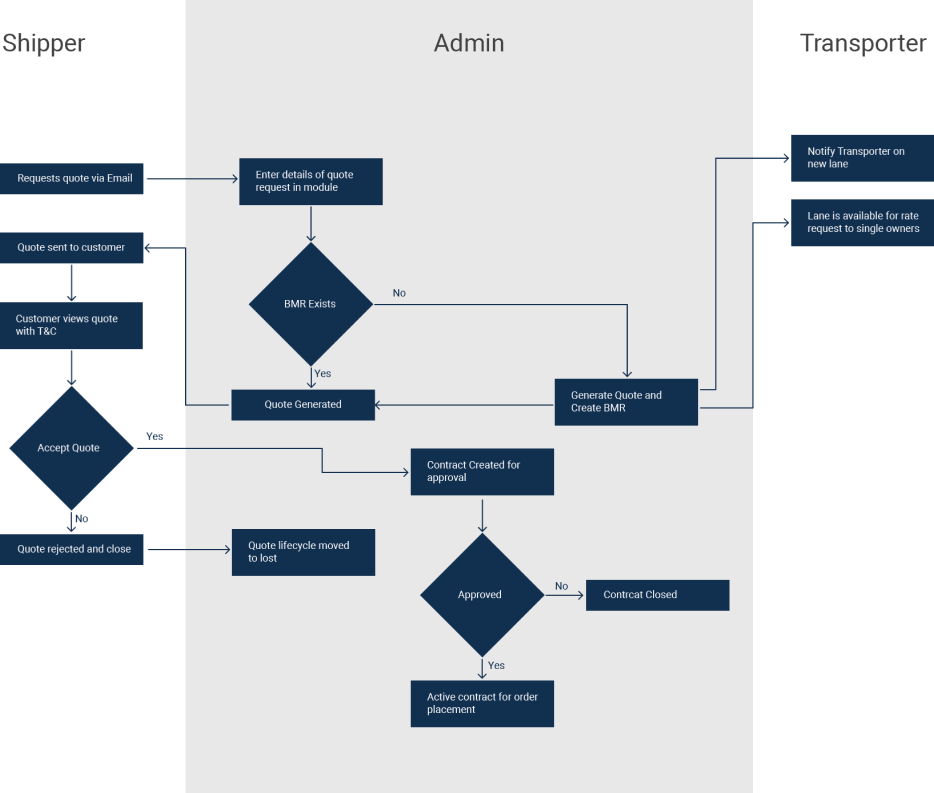 Shipper
Admin
Transporter
Requests quote via Email
Enter details of quote
request in module
Notify Transporter on
new lane
Lane is available for rate
request to single owners
Quote sent to customer
BMR Exists
No
Customer views quote
with T&C
Yes
Quote Generated
Generate Quote and
Create BMR
Accept Quote
Yes
Contract Created for
approval
No
Quote rejected and close
Quote lifecycle moved
to lost
Approved
No
Contrcat Closed
Yes
Active contract for order
placement